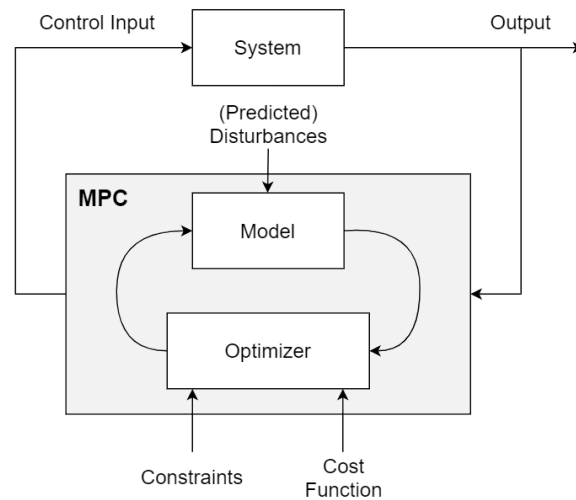 Control Input
Output
System
(Predicted)
Disturbances
MPC
Model
Optimizer
Constraints
Cost
Function